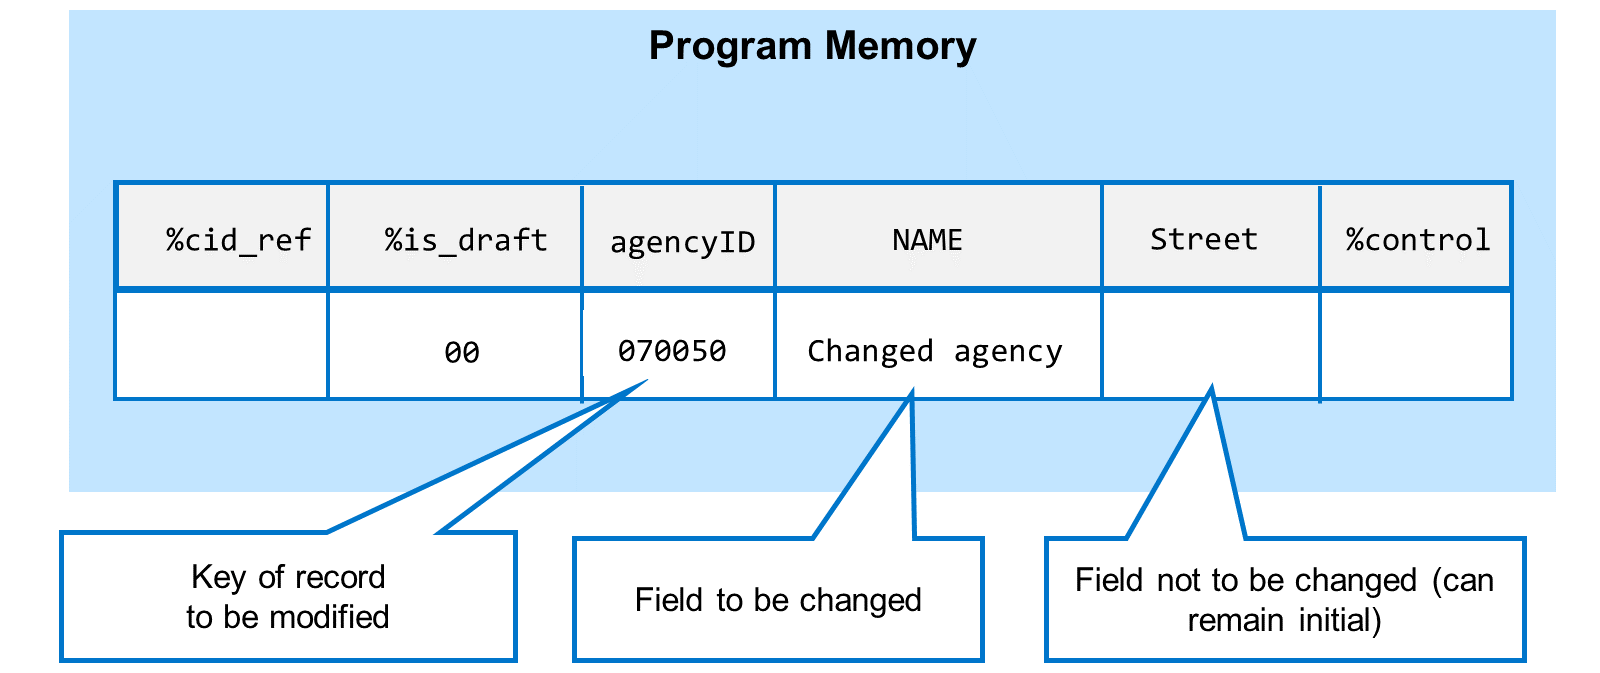 Program Memory
%cid_ref %is_draft agencyID NAME Street %control
00 070050 Changed agency
Key of record
to be modified
Field to be changed
Field not to be changed (can
remain initial)